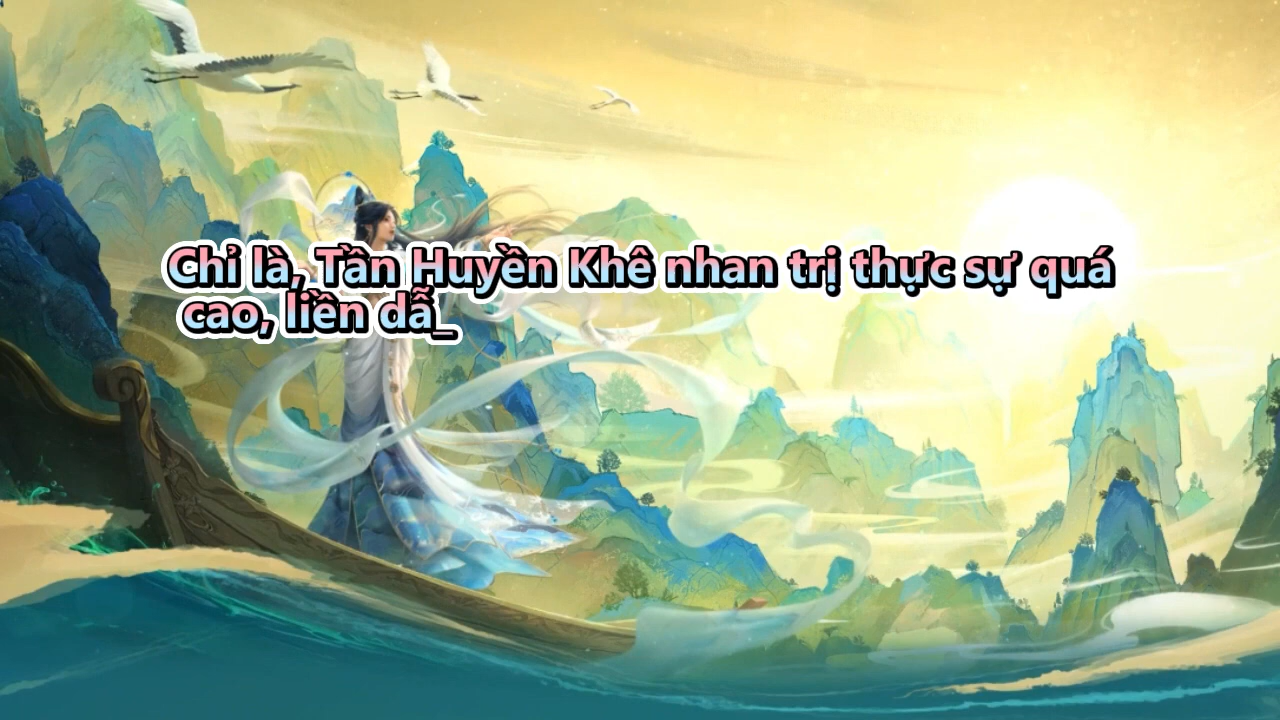 Chỉ là, Tần Huyền Khê nhan trị thực sự quá
cao, liền dẫ_